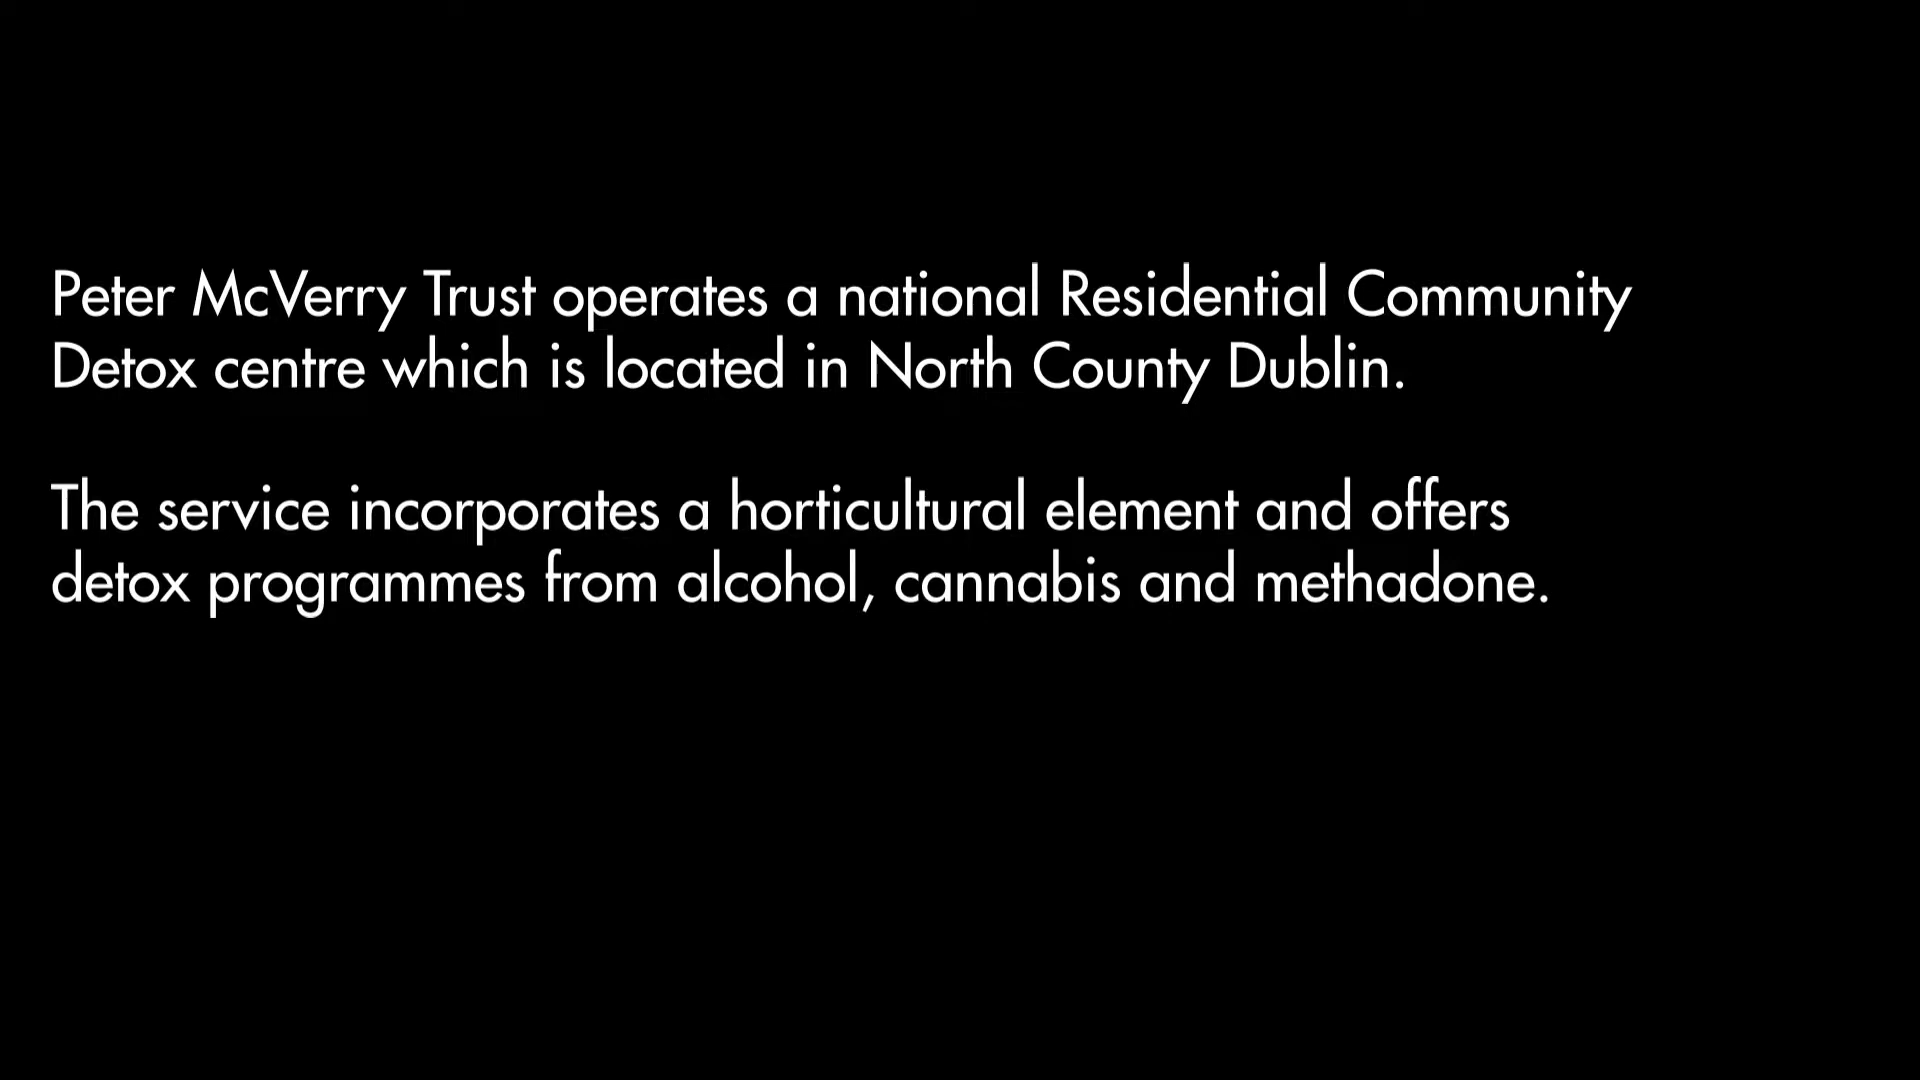 Peter McVerry Trust operates a national Residential Community
Detox centre which is located in North County Dublin.
The service incorporates a horticultural element and offers
detox programmes from alcohol, cannabis and methadone.